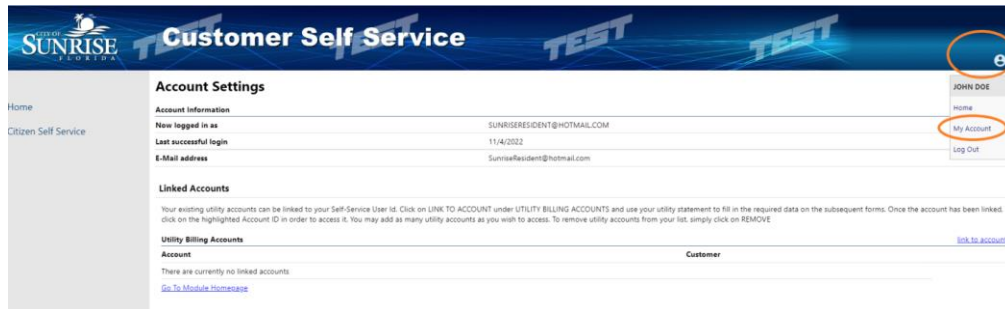 CITY OF
SUNRISE
FLORIDA
TEST
Customer Self Service
TEST
TEST
Home
Citizen Self Service
Account Settings
Account Information
Now logged in as SUNRISERESIDENT@HOTMAIL.COM
Last successful login 11/4/2022
E-Mail address SunriseResident@hotmail.com
JOHN DOE
Home
My Account
Log Out
Linked Accounts
Your existing utility accounts can be linked to your Self-Service User Id. Click on LINK TO ACCOUNT under UTILITY BILLING ACCOUNTS and use your utility statement to fill in the required data on the subsequent forms. Once the account has been linked,
click on the highlighted Account ID in order to access it. You may add as many utility accounts as you wish to access. To remove utility accounts from your list, simply click on REMOVE
Utility Billing Accounts link to account
Account Customer
There are currently no linked accounts
Go To Module Homepage